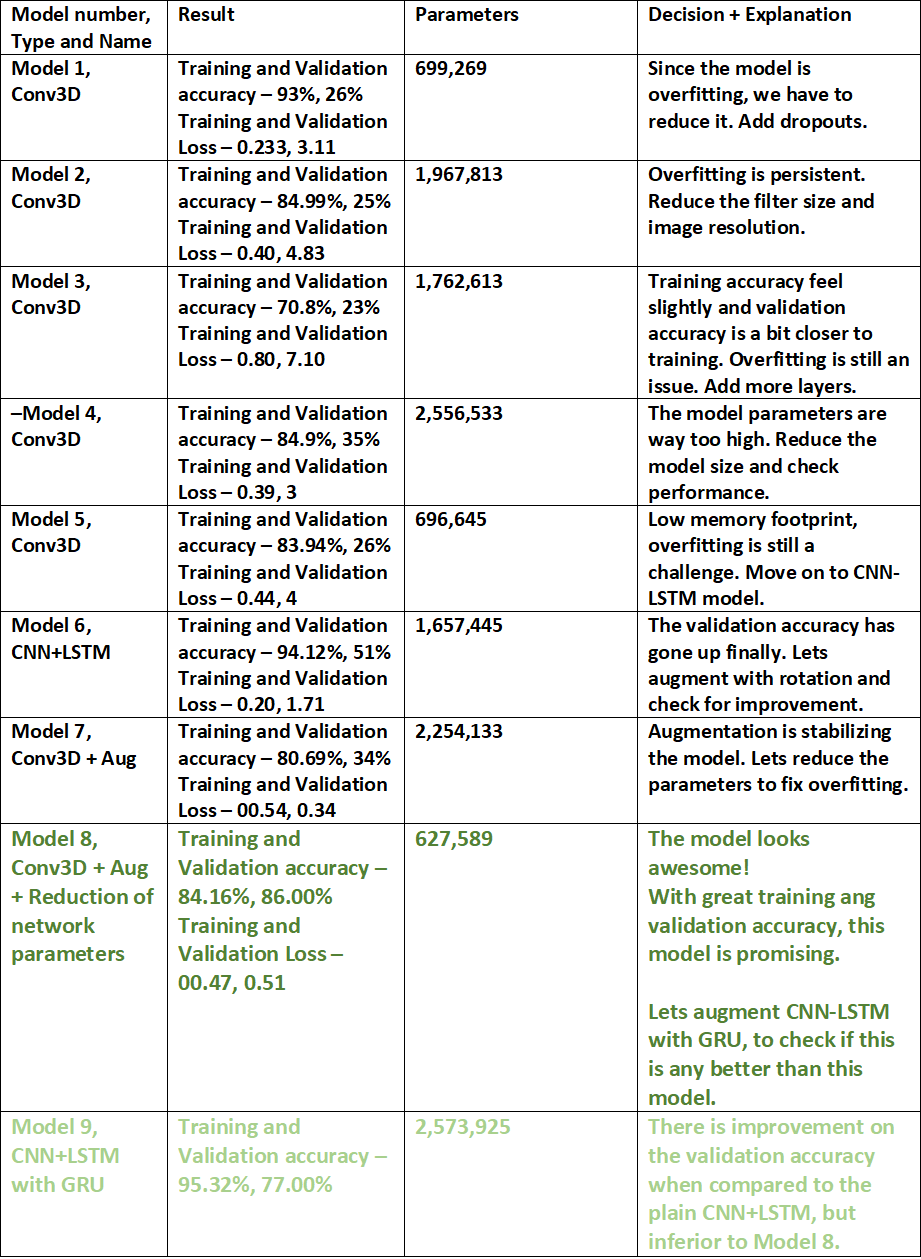 Model number,
Type and Name
Result
Parameters
Decision + Explanation
Model 1,
Conv3D
Training and Validation
accuracy – 93%, 26%
Training and Validation
Loss – 0.233, 3.11
699,269
Since the model is
overfitting, we have to
reduce it. Add dropouts.
Model 2,
Conv3D
Training and Validation
accuracy – 84.99%, 25%
Training and Validation
Loss – 0.40, 4.83
1,967,813
Overfitting is persistent.
Reduce the filter size and
image resolution.
Model 3,
Conv3D
Training and Validation
accuracy – 70.8%, 23%
Training and Validation
Loss – 0.80, 7.10
1,762,613
Training accuracy feel
slightly and validation
accuracy is a bit closer to
training. Overfitting is still an
issue. Add more layers.
–Model 4,
Conv3D
Training and Validation
accuracy – 84.9%, 35%
Training and Validation
Loss – 0.39, 3
2,556,533
The model parameters are
way too high. Reduce the
model size and check
performance.
Model 5,
Conv3D
Training and Validation
accuracy – 83.94%, 26%
Training and Validation
Loss – 0.44, 4
696,645
Low memory footprint,
overfitting is still a
challenge. Move on to CNN-
LSTM model.
Model 6,
CNN+LSTM
Training and Validation
accuracy – 94.12%, 51%
Training and Validation
Loss – 0.20, 1.71
1,657,445
The validation accuracy has
gone up finally. Lets
augment with rotation and
check for improvement.
Model 7,
Conv3D + Aug
Training and Validation
accuracy – 80.69%, 34%
Training and Validation
Loss – 00.54, 0.34
2,254,133
Augmentation is stabilizing
the model. Lets reduce the
parameters to fix overfitting.
Model 8,
Conv3D + Aug
+ Reduction of
network
parameters
Training and
Validation accuracy –
84.16%, 86.00%
Training and
Validation Loss –
00.47, 0.51
627,589
The model looks
awesome!
With great training ang
validation accuracy, this
model is promising.
Lets augment CNN-LSTM
with GRU, to check if this
is any better than this
model.
Model 9,
CNN+LSTM
with GRU
Training and
Validation accuracy –
95.32%, 77.00%
2,573,925
There is improvement on
the validation accuracy
when compared to the
plain CNN+LSTM, but
inferior to Model 8.